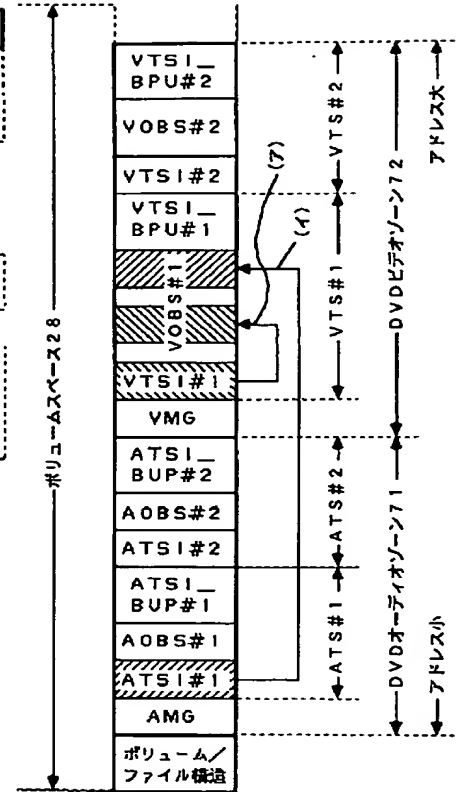 ボリュームスペース28
VTSI_
BPU#2
VOBS#2
VTSI#2
VTSI_
BPU#1
VOBS#1
VTSI#1
VMG
ATSI_
BUP#2
AOBS#2
ATSI#2
ATSI_
BUP#1
AOBS#1
ATSI#1
AMG
ボリューム/
ファイル構造
(ア)
(イ)
VTS#2
VTS#1
ATS#2
ATS#1
DVDビデオゾーン72
DVDオーディオゾーン71
アドレス大
アドレス小